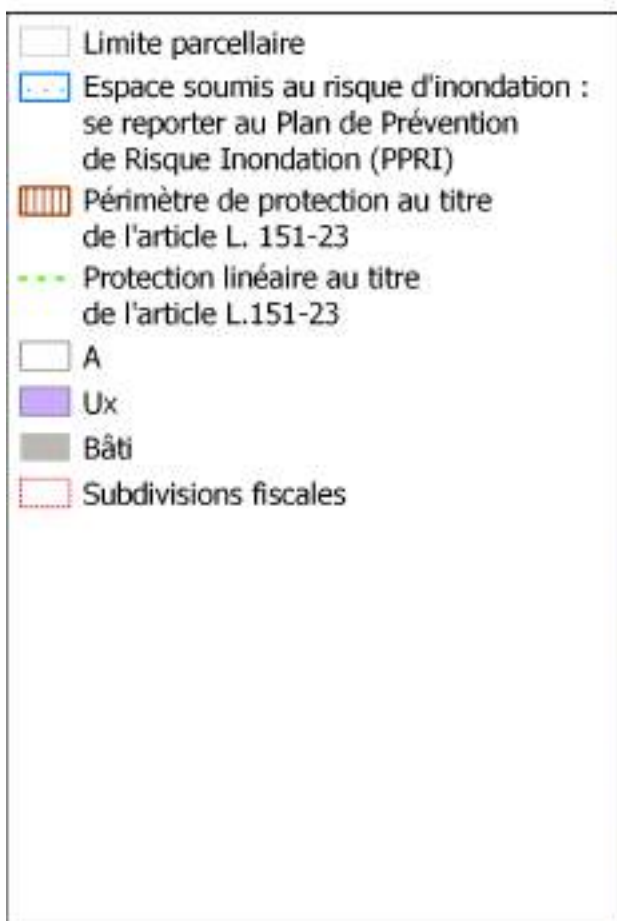 Limite parcellaire
Espace soumis au risque d'inondation :
se reporter au Plan de Prévention
de Risque Inondation (PPRI)
Périmètre de protection au titre
de l'article L. 151-23
Protection linéaire au titre
de l'article L.151-23
A
Ux
Bâti
Subdivisions fiscales